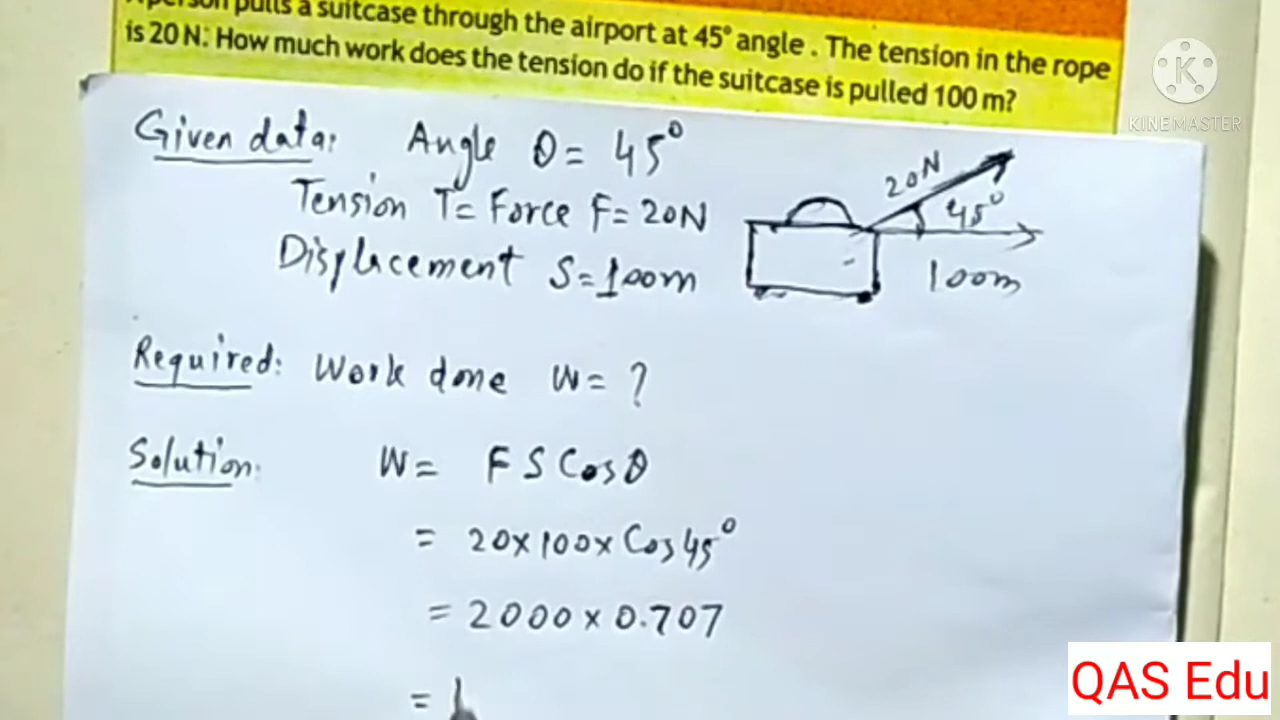 pulls a suitcase through the airport at 45° angle . The tension in the rope
is 20 N. How much work does the tension do if the suitcase is pulled 100 m?
K
KINEMASTER
Given data: Angle θ = 45°
Tension T = Force F = 20N
Displacement S = 100m
20N
45°
100m
Required: Work done W = ?
Solution: W = F S Cosθ
= 20 x 100 x Cos 45°
= 2000 x 0.707
=
QAS Edu